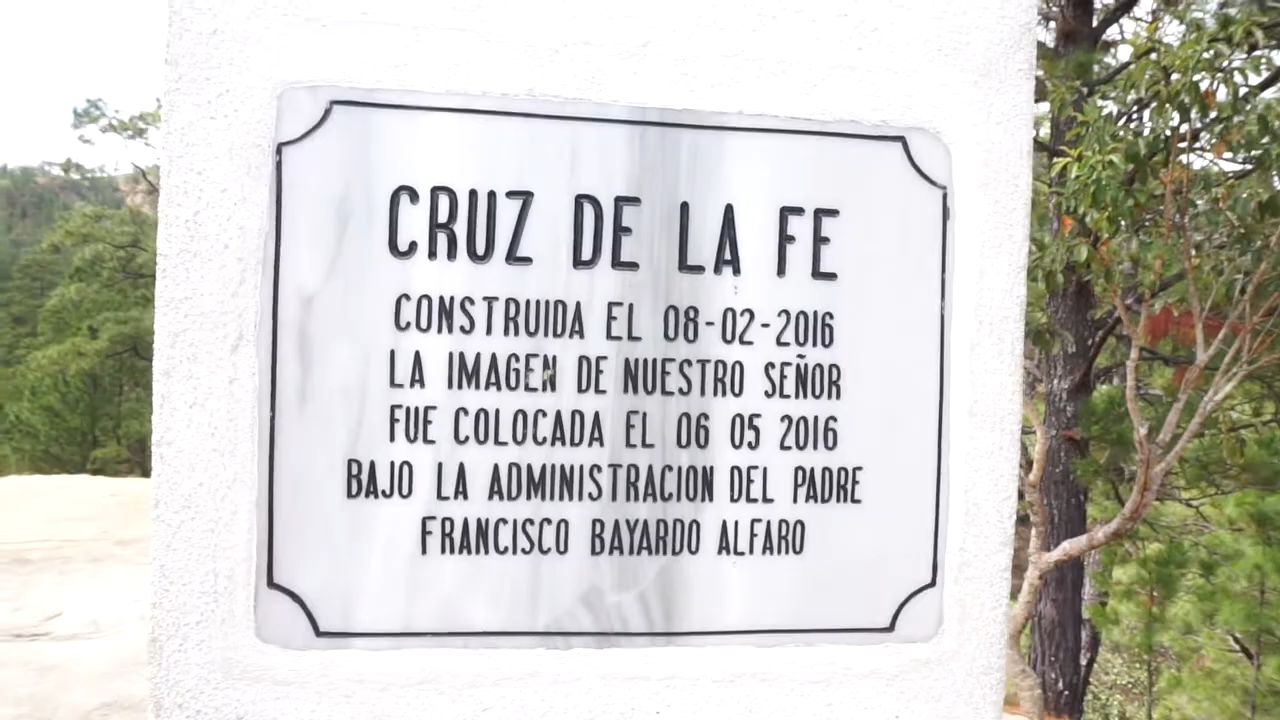 CRUZ DE LA FE
CONSTRUIDA EL 08-02-2016
LA IMAGEN DE NUESTRO SEÑOR
FUE COLOCADA EL 06 05 2016
BAJO LA ADMINISTRACION DEL PADRE
FRANCISCO BAYARDO ALFARO